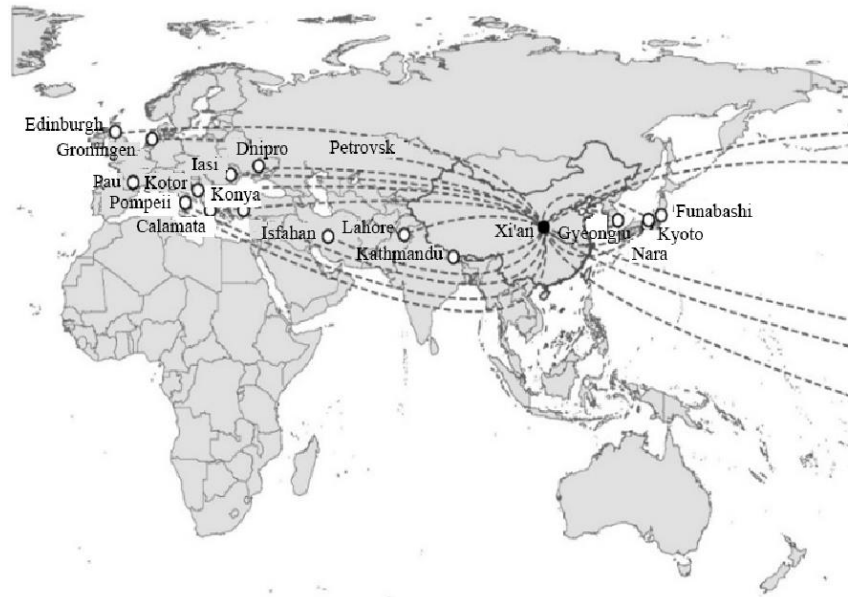 Edinburgh
Groningen
Dnipro
Petrovsk
Iasi
Pau
Kotor
Konya
Pompeii
Calamata
Isfahan
Lahore
Kathmandu
Xi'an
Gyeongju
Funabashi
Kyoto
Nara